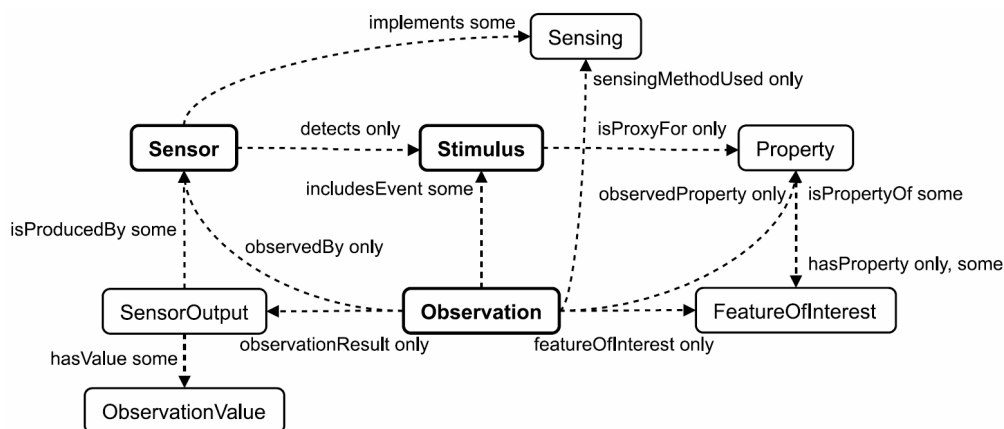 implements some
Sensing
sensingMethodUsed only
detects only
isProxyFor only
Sensor
Stimulus
Property
includesEvent some
observedProperty only
isPropertyOf some
isProducedBy some
observedBy only
hasProperty only, some
SensorOutput
Observation
FeatureOfInterest
hasValue some
observationResult only
featureOfInterest only
ObservationValue